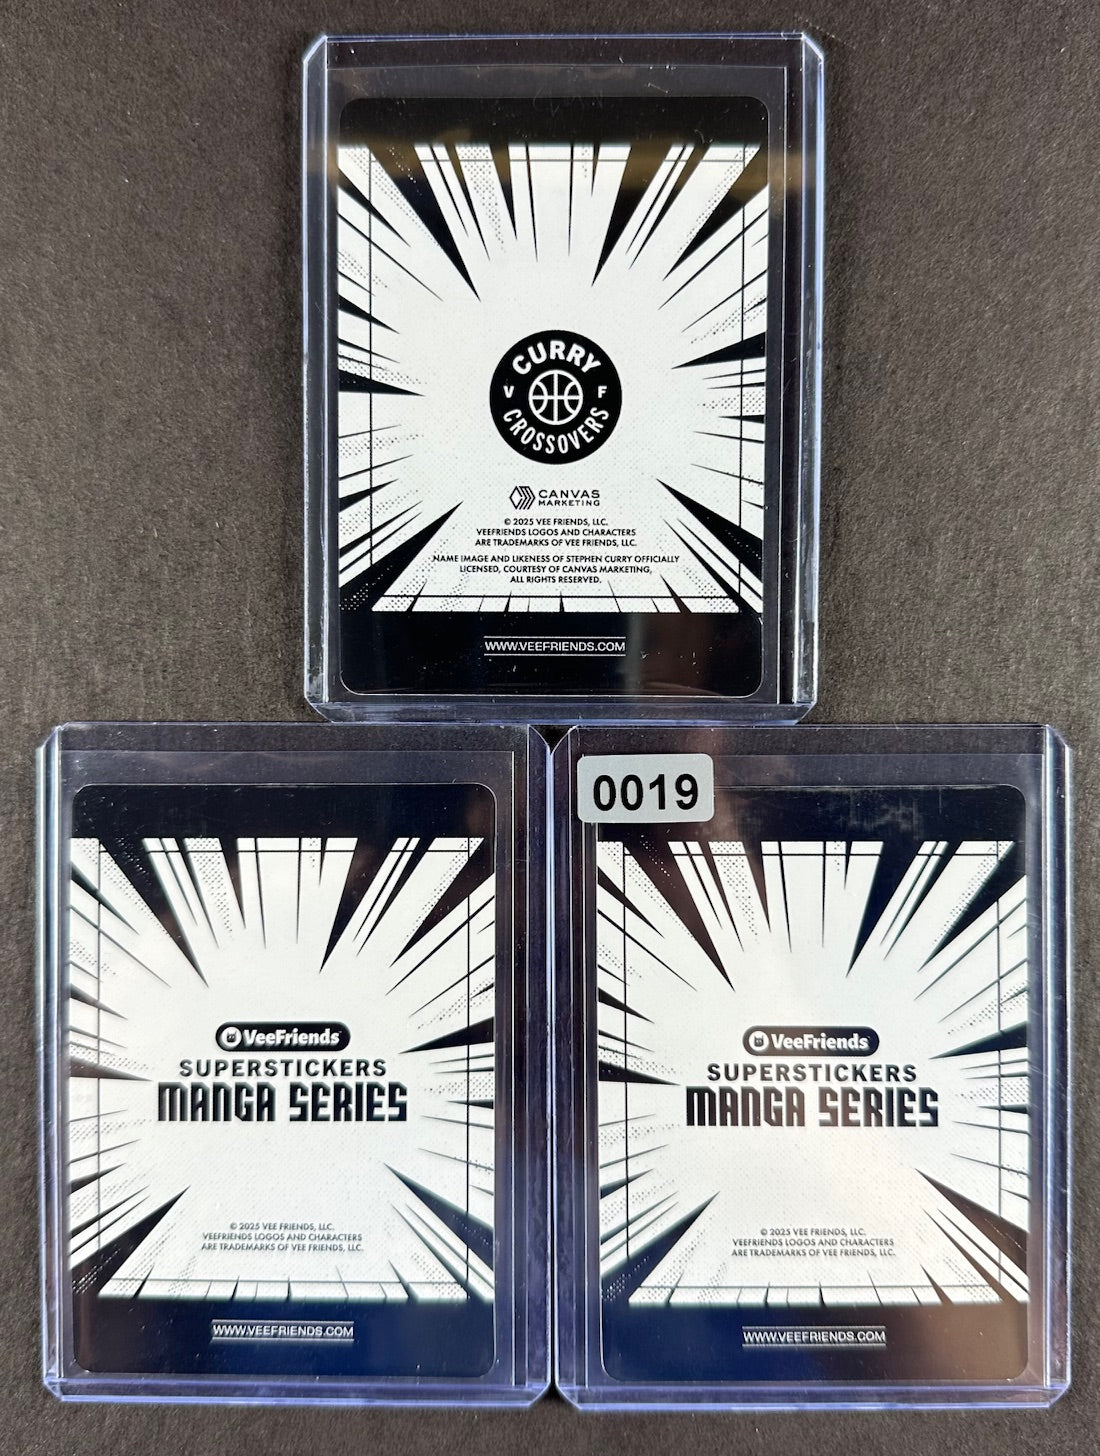 CURRY
V F
CROSSOVERS
CANVAS
MARKETING
© 2025 VEE FRIENDS, LLC.
VEEFRIENDS LOGOS AND CHARACTERS
ARE TRADEMARKS OF VEE FRIENDS, LLC.
NAME IMAGE AND LIKENESS OF STEPHEN CURRY OFFICIALLY
LICENSED, COURTESY OF CANVAS MARKETING,
ALL RIGHTS RESERVED.
WWW.VEEFRIENDS.COM
VeeFriends
SUPERSTICKERS
MANGA SERIES
© 2025 VEE FRIENDS, LLC.
VEEFRIENDS LOGOS AND CHARACTERS
ARE TRADEMARKS OF VEE FRIENDS, LLC.
WWW.VEEFRIENDS.COM
0019
VeeFriends
SUPERSTICKERS
MANGA SERIES
© 2025 VEE FRIENDS, LLC.
VEEFRIENDS LOGOS AND CHARACTERS
ARE TRADEMARKS OF VEE FRIENDS, LLC.
WWW.VEEFRIENDS.COM